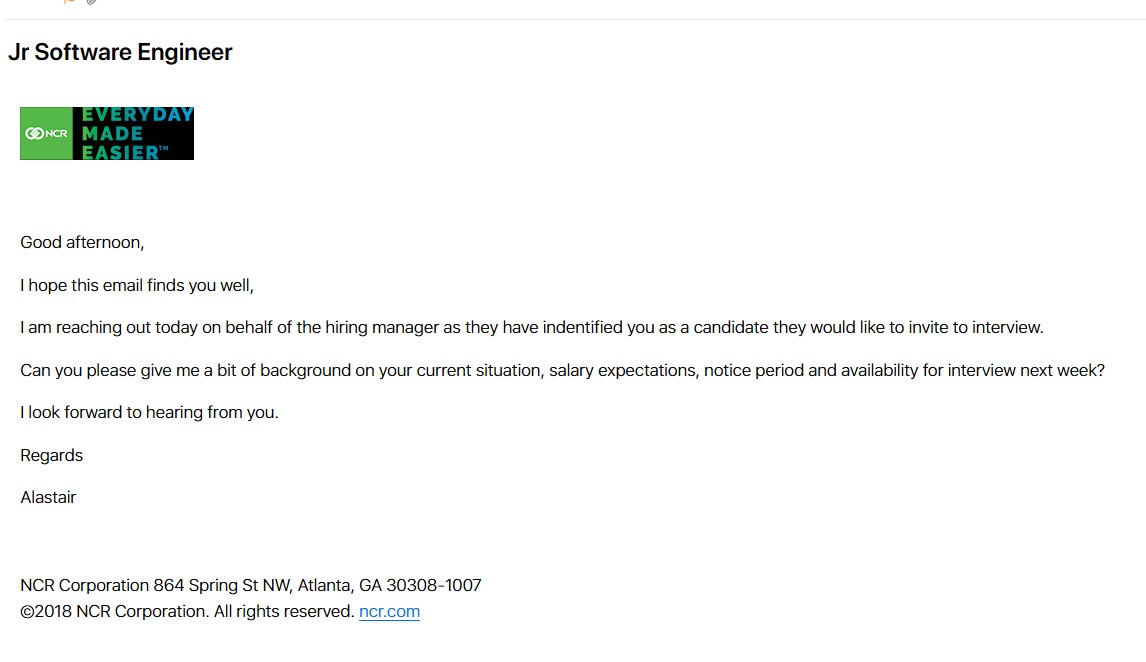 Jr Software Engineer
NCR
EVERYDAY
MADE
EASIER™
Good afternoon,
I hope this email finds you well,
I am reaching out today on behalf of the hiring manager as they have indentified you as a candidate they would like to invite to interview.
Can you please give me a bit of background on your current situation, salary expectations, notice period and availability for interview next week?
I look forward to hearing from you.
Regards
Alastair
NCR Corporation 864 Spring St NW, Atlanta, GA 30308-1007
©2018 NCR Corporation. All rights reserved. ncr.com